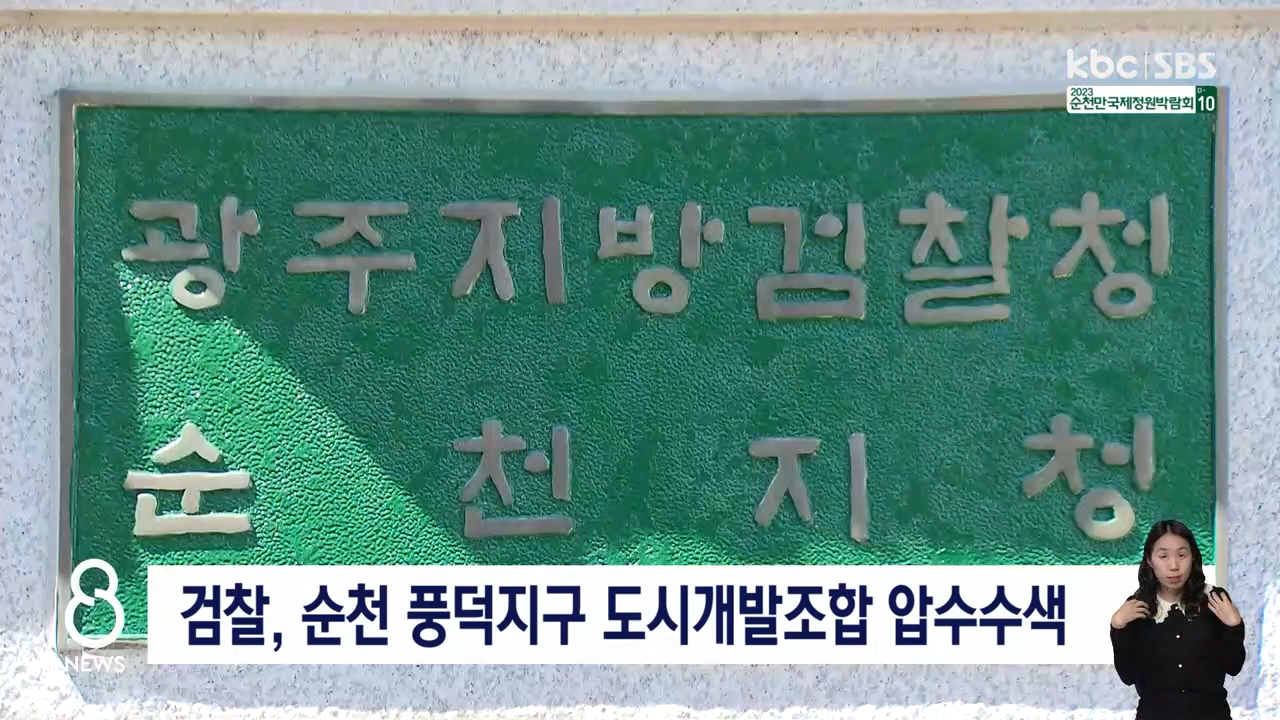 kbc SBS
2023
순천만국제정원박람회 D-10
광주지방검찰청
순천지청
8 NEWS
검찰, 순천 풍덕지구 도시개발조합 압수수색